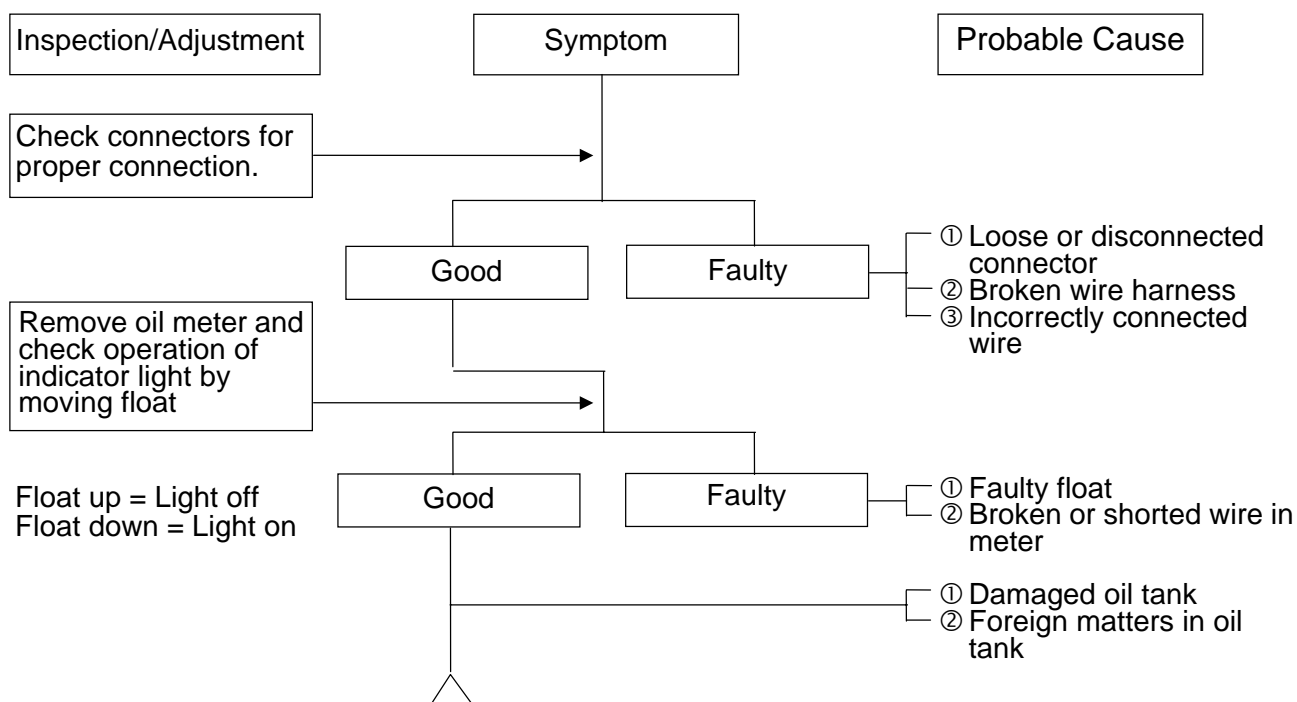 Inspection/Adjustment
Symptom
Probable Cause
Check connectors for
proper connection.
Good
Faulty
① Loose or disconnected
connector
② Broken wire harness
③ Incorrectly connected
wire
Remove oil meter and
check operation of
indicator light by
moving float
Float up = Light off
Float down = Light on
Good
Faulty
① Faulty float
② Broken or shorted wire in
meter
① Damaged oil tank
② Foreign matters in oil
tank